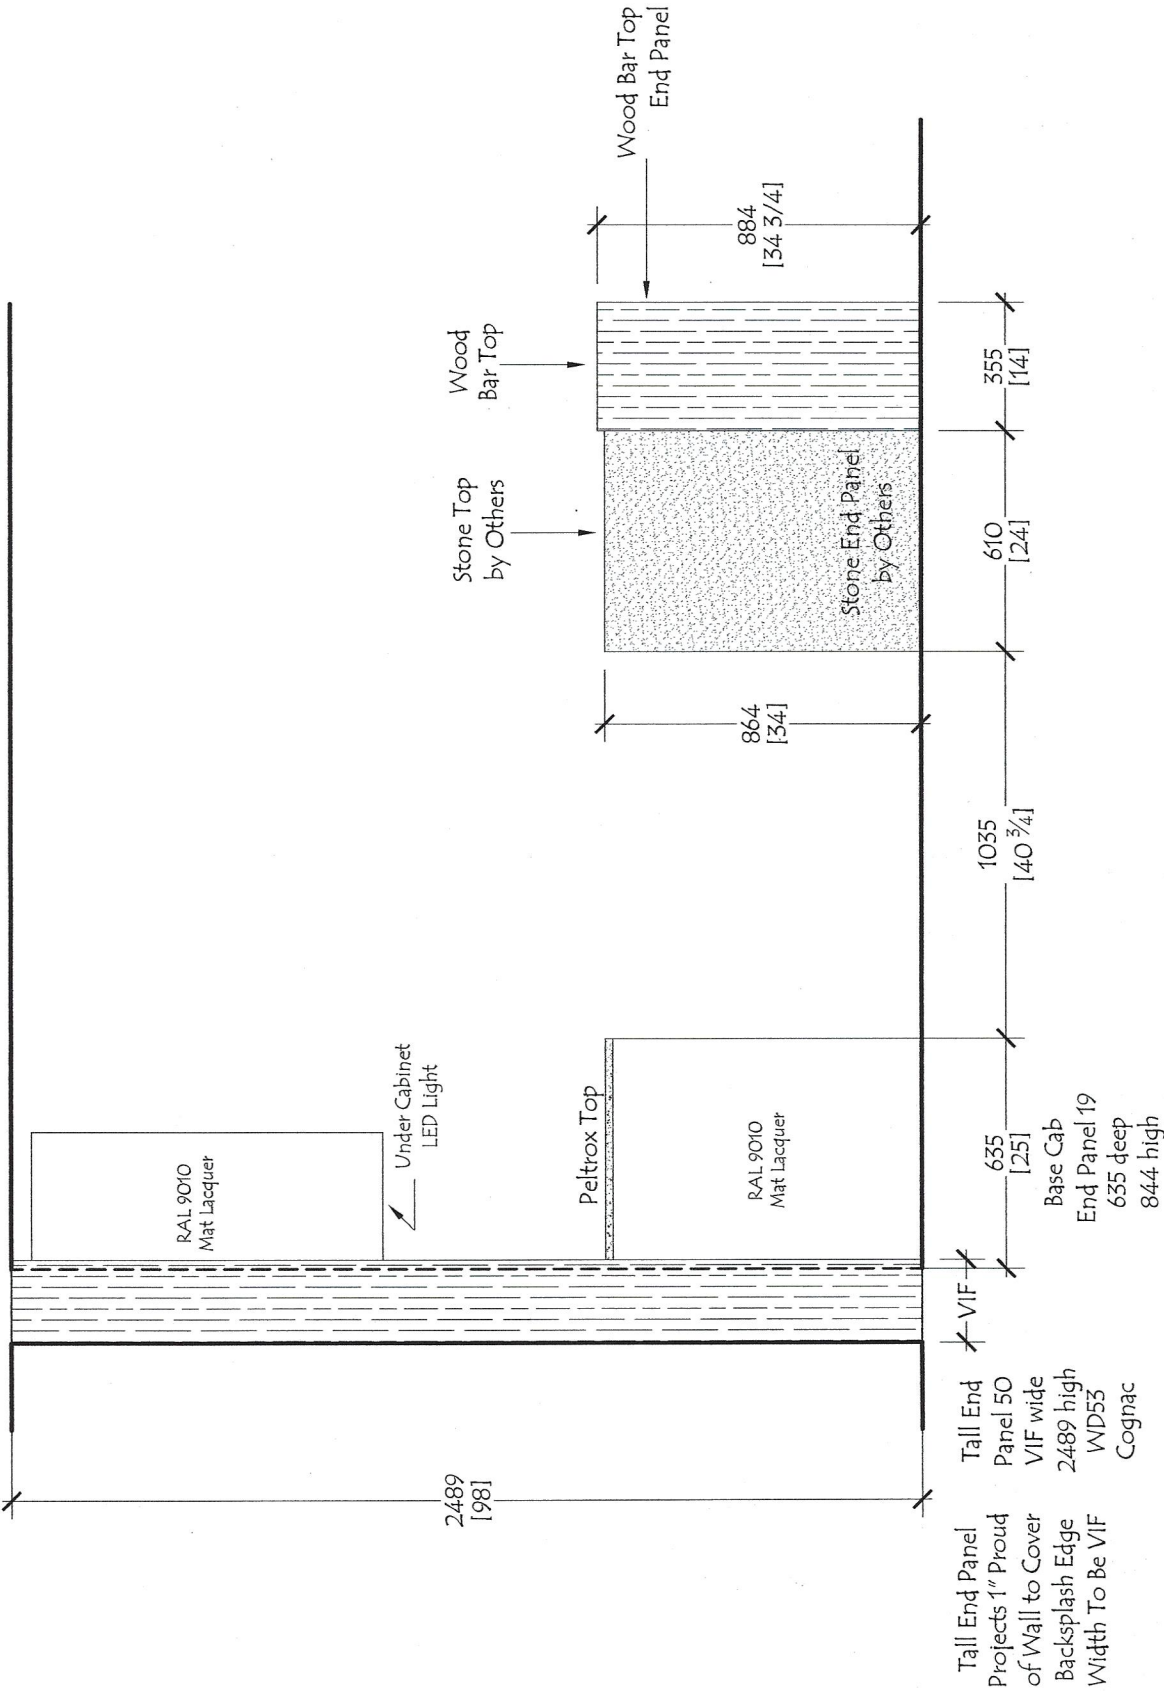 Wood Bar Top
End Panel
Wood
Bar Top
Stone Top
by Others
884
[34 3/4]
864
[34]
Stone End Panel
by Others
355
[14]
610
[24]
1035
[40 3/4]
RAL 9010
Mat Lacquer
Under Cabinet
LED Light
Peltrox Top
RAL 9010
Mat Lacquer
635
[25]
Base Cab
End Panel 19
635 deep
844 high
VIF
2489
[98]
Tall End
Panel 50
VIF wide
2489 high
WD53
Cognac
Tall End Panel
Projects 1" Proud
of Wall to Cover
Backsplash Edge
Width To Be VIF